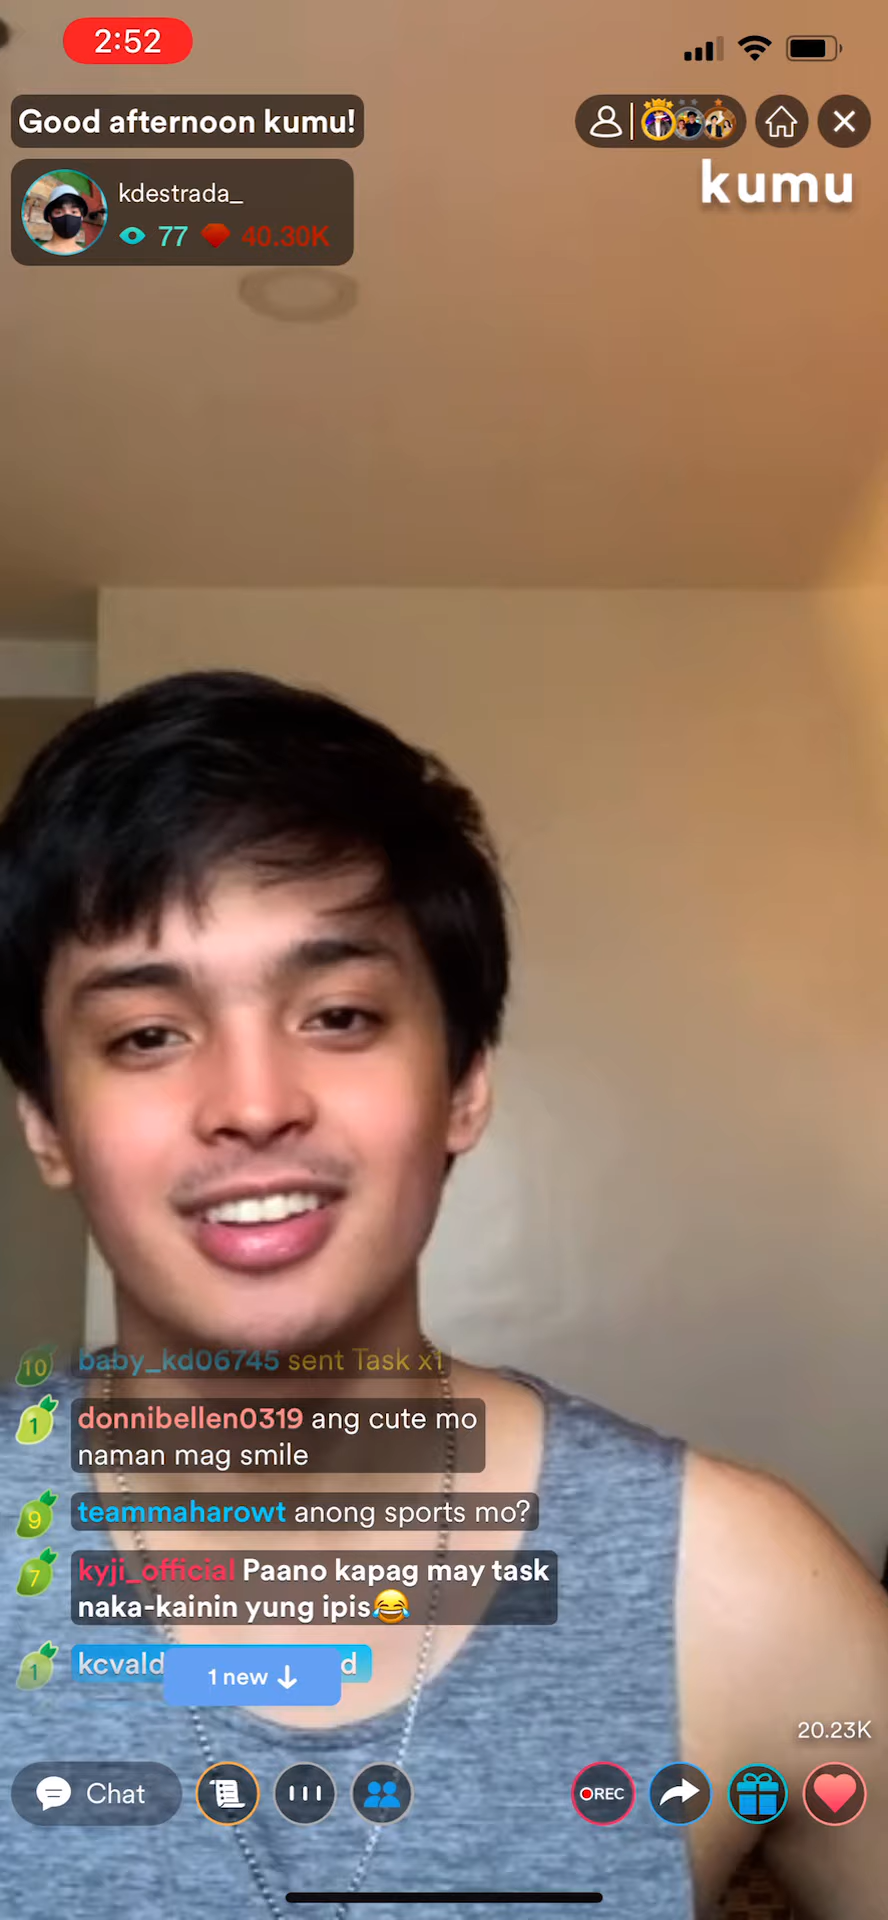 2:52
Good afternoon kumu!
kdestrada_
77 40.30K
kumu
10 baby_kd06745 sent Task x1
1 donnibellen0319 ang cute mo
naman mag smile
9 teammaharowt anong sports mo?
7 kyji_official Paano kapag may task
naka-kainin yung ipis😂
1
1 new ↓
20.23K
Chat
REC